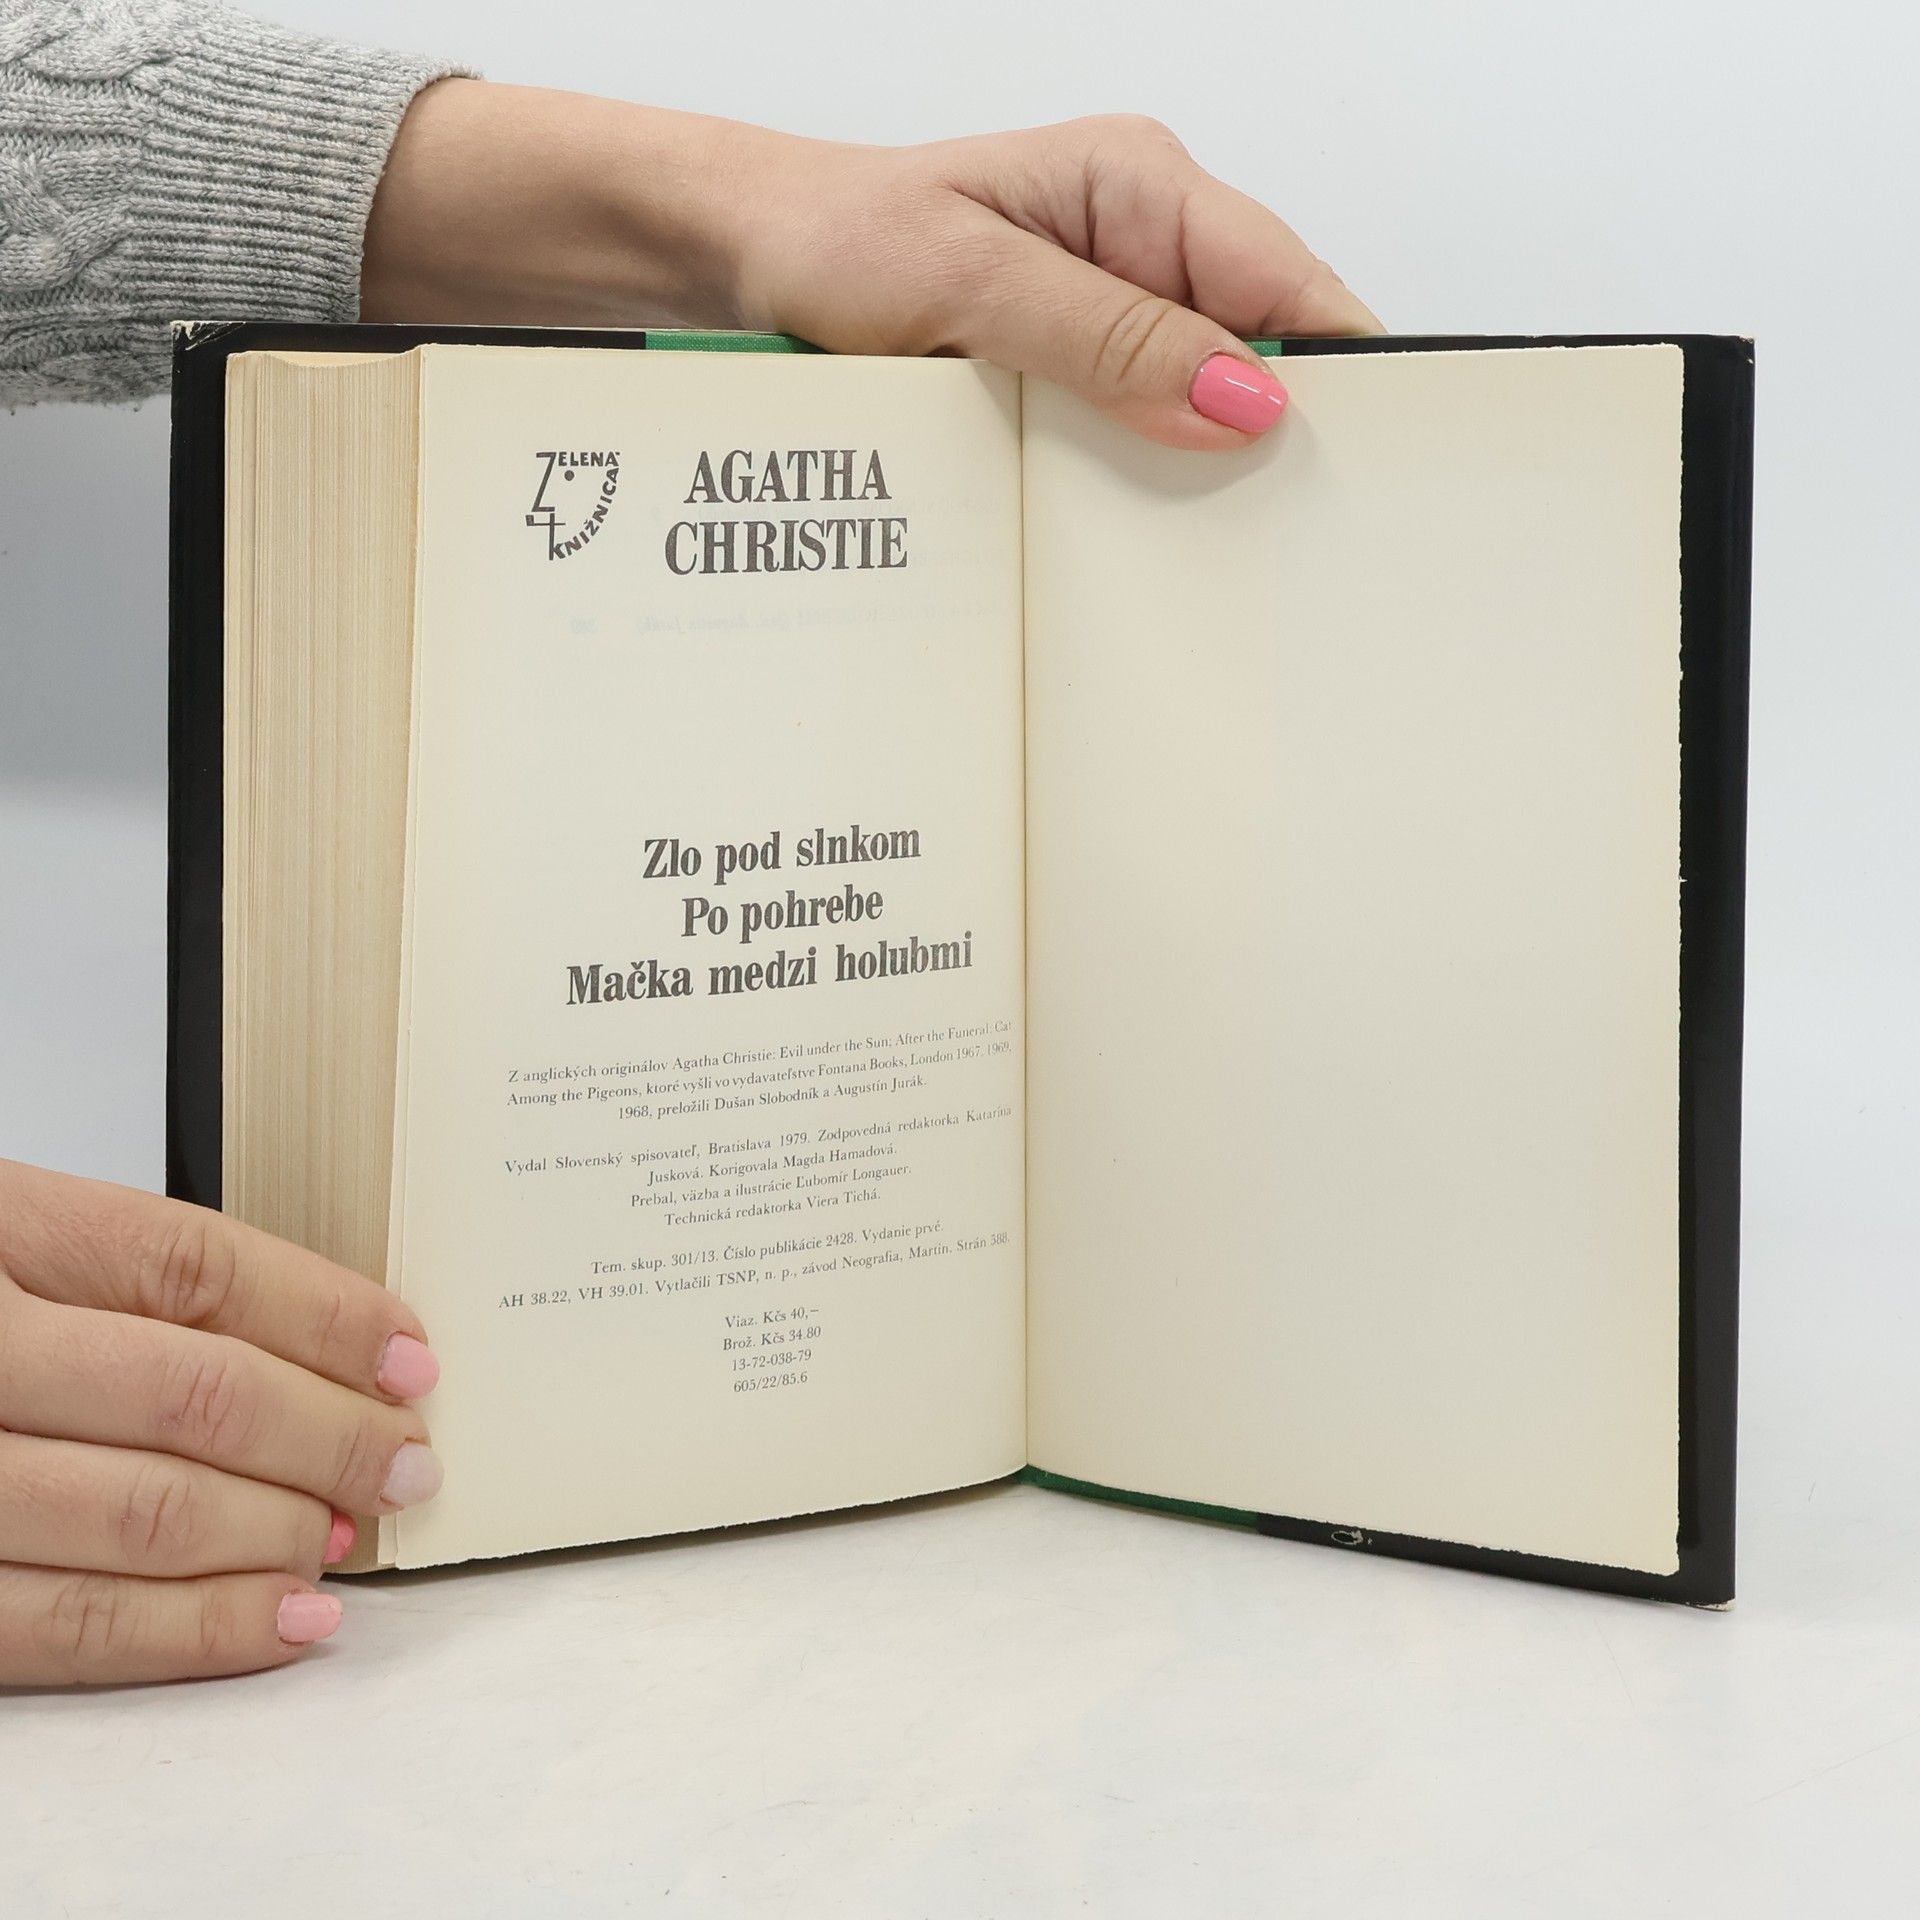 ZELENÁ KNIŽNICA
AGATHA
CHRISTIE
Zlo pod slnkom
Po pohrebe
Mačka medzi holubmi
Z anglických originálov Agatha Christie: Evil under the Sun; After the Funeral; Cat
Among the Pigeons, ktoré vyšli vo vydavateľstve Fontana Books, London 1967, 1969,
1968, preložili Dušan Slobodník a Augustín Jurák.
Vydal Slovenský spisovateľ, Bratislava 1979. Zodpovedná redaktorka Katarína
Jusková. Korigovala Magda Hamadová.
Prebal, väzba a ilustrácie Ľubomír Longauer.
Technická redaktorka Viera Tichá.
Tem. skup. 301/13. Číslo publikácie 2428. Vydanie prvé.
AH 38.22, VH 39.01. Vytlačili TSNP, n. p., závod Neografia, Martin. Strán 588.
Viaz. Kčs 40,–
Brož. Kčs 34.80
13-72-038-79
605/22/85.6